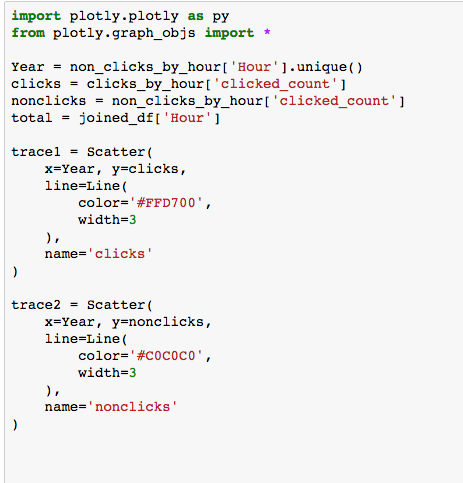 import plotly.plotly as py
from plotly.graph_objs import *
Year = non_clicks_by_hour['Hour'].unique()
clicks = clicks_by_hour['clicked_count']
nonclicks = non_clicks_by_hour['clicked_count']
total = joined_df['Hour']
trace1 = Scatter(
    x=Year, y=clicks,
    line=Line(
        color='#FFD700',
        width=3
    ),
    name='clicks'
)
trace2 = Scatter(
    x=Year, y=nonclicks,
    line=Line(
        color='#C0C0C0',
        width=3
    ),
    name='nonclicks'
)